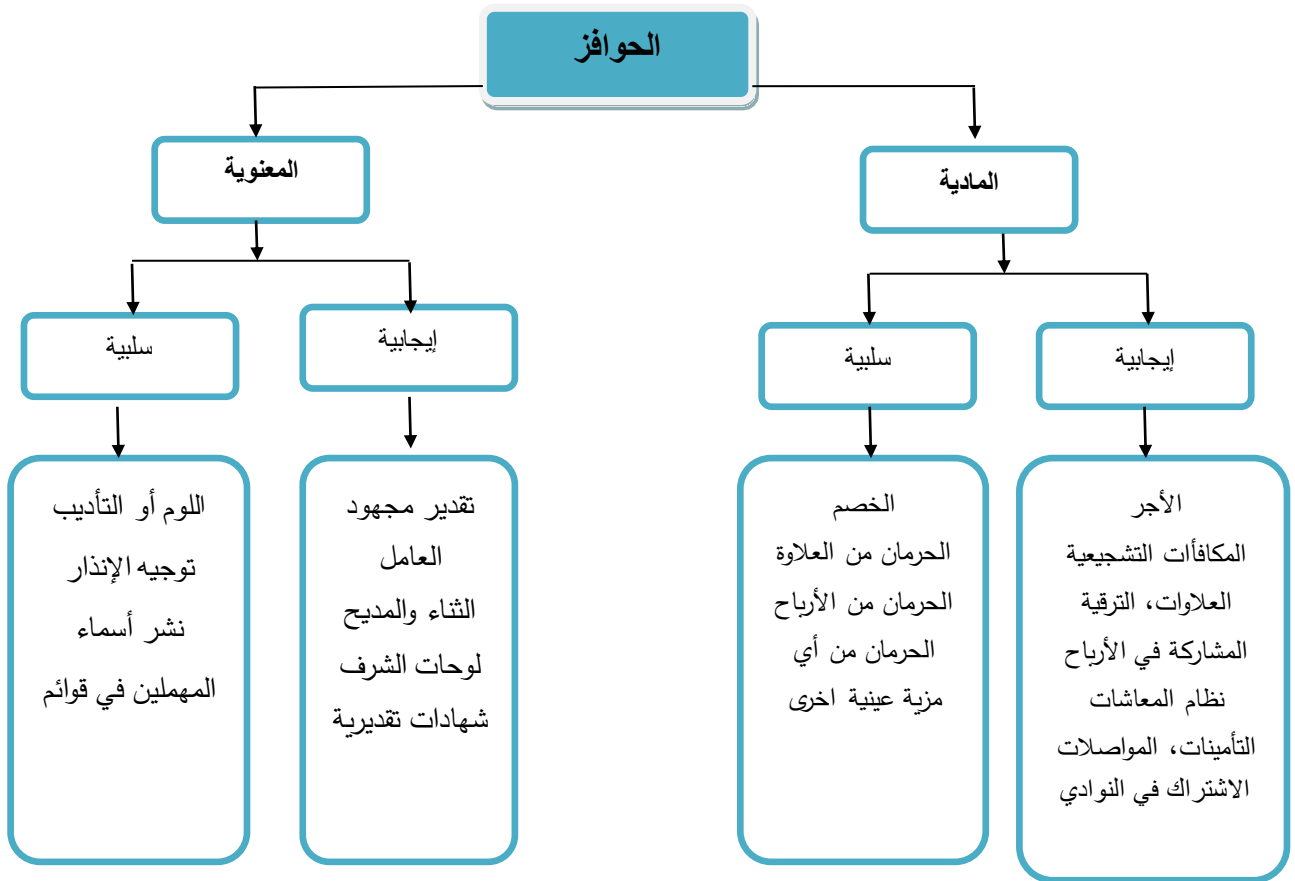 الحوافز
المادية
المعنوية
إيجابية
سلبية
إيجابية
سلبية
الأجر
المكافأات التشجيعية
العلاوات، الترقية
المشاركة في الأرباح
نظام المعاشات
التأمينات، المواصلات
الاشتراك في النوادي
الخصم
الحرمان من العلاوة
الحرمان من الأرباح
الحرمان من أي
مزية عينية اخرى
تقدير مجهود
العامل
الثناء والمديح
لوحات الشرف
شهادات تقديرية
اللوم أو التأديب
توجيه الإنذار
نشر أسماء
المهملين في قوائم